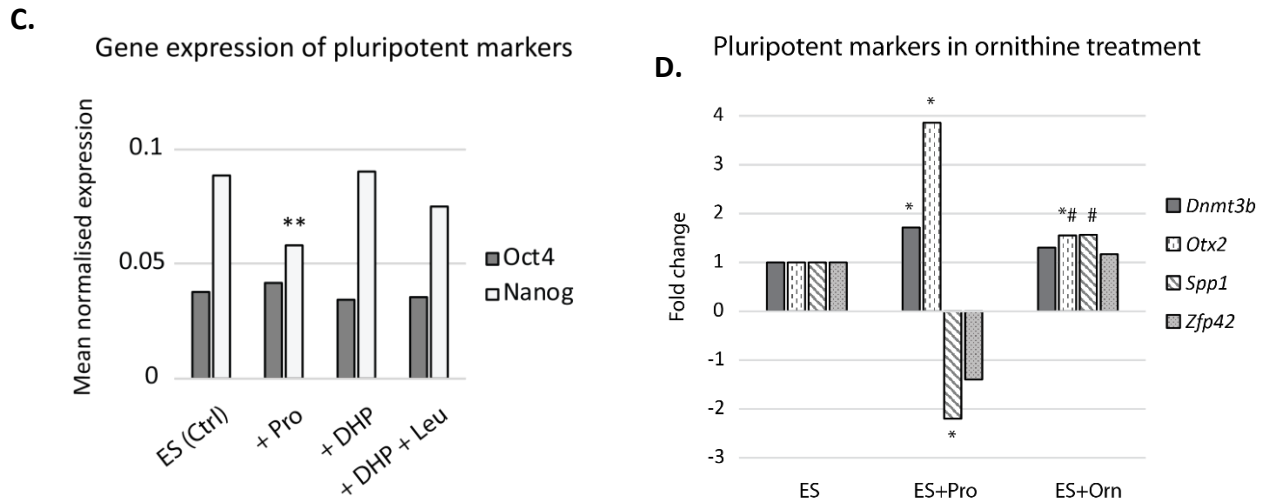 C.
Gene expression of pluripotent markers
Mean normalised expression
0.1
0.05
0
**
Oct4
Nanog
ES (Ctrl)
+ Pro
+ DHP
+ DHP + Leu
D.
Pluripotent markers in ornithine treatment
Fold change
4
3
2
1
0
-1
-2
-3
*
*
*
*#
#
Dnmt3b
Otx2
Spp1
Zfp42
ES
ES+Pro
ES+Orn